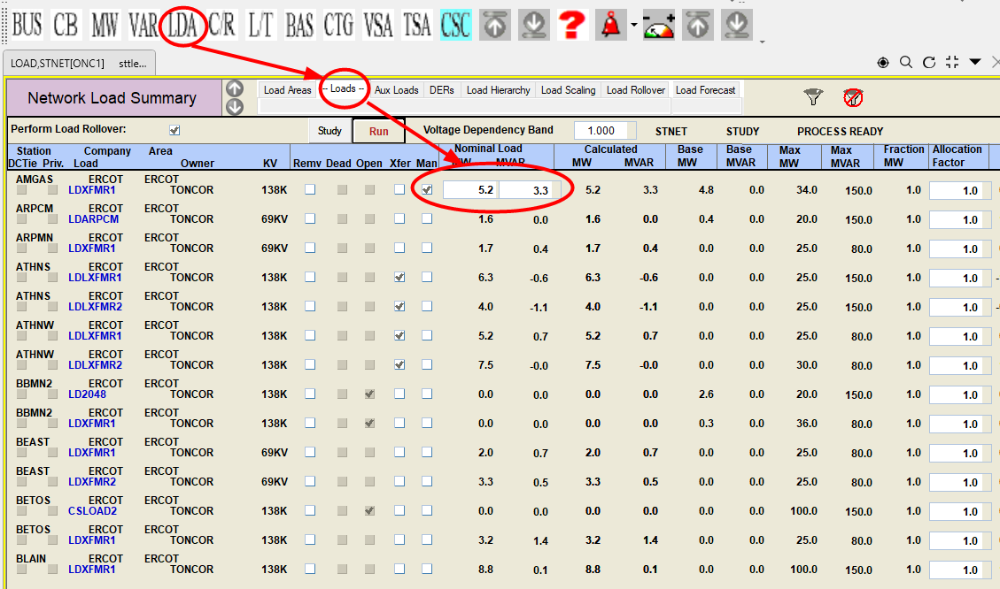 BUS CB MW VAR LDA C/R L/T BAS CTG VSA TSA CSC ?
LOAD,STNET[ONC1] sttle...
Network Load Summary
Load Areas -- Loads -- Aux Loads DERs Load Hierarchy Load Scaling Load Rollover Load Forecast
Perform Load Rollover: Study Run Voltage Dependency Band 1.000 STNET STUDY PROCESS READY
Station Company Area Nominal Load Calculated Base Base Max Max Fraction Allocation
DCTie Priv. Load Owner KV Remv Dead Open Xfer Man MW MVAR MW MVAR MW MVAR MW MVAR MW Factor
AMGAS ERCOT ERCOT
LDXFMR1 TONCOR 138K 5.2 3.3 5.2 3.3 4.8 0.0 34.0 150.0 1.0 1.0
ARPCM ERCOT ERCOT
LDARPCM TONCOR 69KV 1.6 0.0 1.6 0.0 0.4 0.0 20.0 150.0 1.0 1.0
ARPMN ERCOT ERCOT
LDXFMR1 TONCOR 69KV 1.7 0.4 1.7 0.4 0.0 0.0 25.0 80.0 1.0 1.0
ATHNS ERCOT ERCOT
LDLXFMR1 TONCOR 138K 6.3 -0.6 6.3 -0.6 0.0 0.0 25.0 150.0 1.0 1.0
ATHNS ERCOT ERCOT
LDLXFMR2 TONCOR 138K 4.0 -1.1 4.0 -1.1 0.0 0.0 25.0 150.0 1.0 1.0
ATHNW ERCOT ERCOT
LDLXFMR1 TONCOR 138K 5.2 0.7 5.2 0.7 0.0 0.0 25.0 80.0 1.0 1.0
ATHNW ERCOT ERCOT
LDLXFMR2 TONCOR 138K 7.5 -0.0 7.5 -0.0 0.0 0.0 30.0 80.0 1.0 1.0
BBMN2 ERCOT ERCOT
LD2048 TONCOR 138K 0.0 0.0 0.0 0.0 2.6 0.0 20.0 150.0 1.0 1.0
BBMN2 ERCOT ERCOT
LDXFMR1 TONCOR 138K 0.0 0.0 0.0 0.0 0.3 0.0 36.0 80.0 1.0 1.0
BEAST ERCOT ERCOT
LDXFMR1 TONCOR 69KV 2.0 0.7 2.0 0.7 0.0 0.0 25.0 80.0 1.0 1.0
BEAST ERCOT ERCOT
LDXFMR2 TONCOR 69KV 3.3 0.5 3.3 0.5 0.0 0.0 25.0 80.0 1.0 1.0
BETOS ERCOT ERCOT
CSLOAD2 TONCOR 138K 0.0 0.0 0.0 0.0 0.0 0.0 100.0 150.0 1.0 1.0
BETOS ERCOT ERCOT
LDXFMR1 TONCOR 138K 3.2 1.4 3.2 1.4 0.0 0.0 25.0 80.0 1.0 1.0
BLAIN ERCOT ERCOT
LDXFMR1 TONCOR 138K 8.8 0.1 8.8 0.1 0.0 0.0 100.0 150.0 1.0 1.0